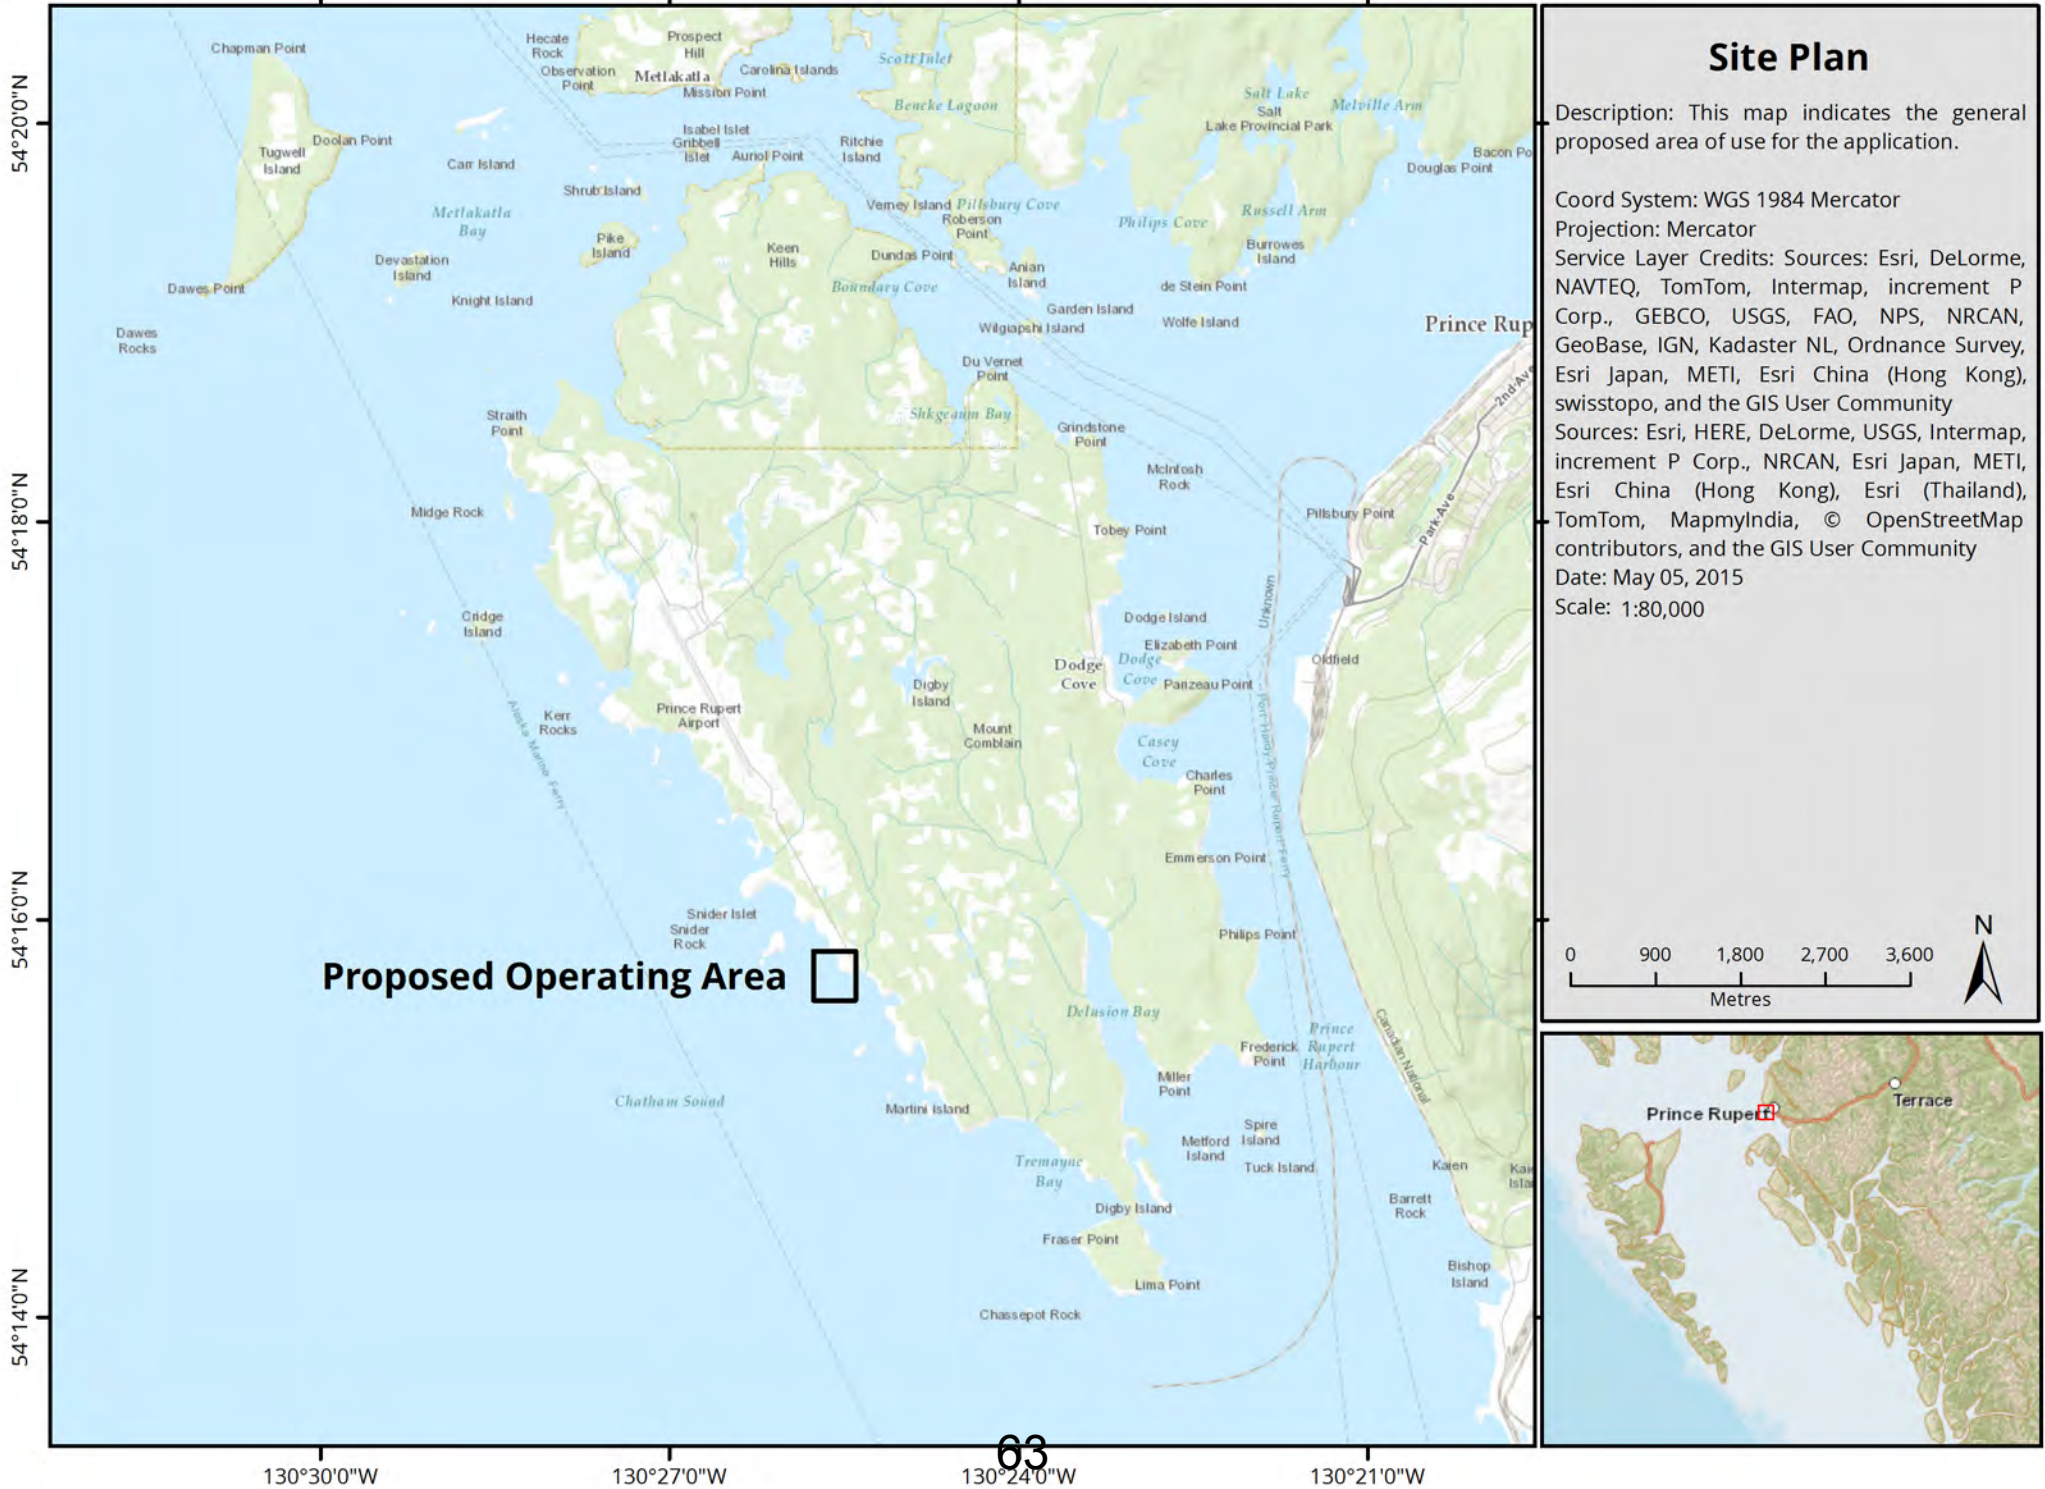 Chapman Point
Hecate
Rock
Prospect
Hill
Observation
Point
Metlakatla
Carolina Islands
Mission Point
Scott Inlet
Bencke Lagoon
Salt Lake
Salt
Lake Provincial Park
Melville Arm
54°20'0"N
Doolan Point
Tugwell
Island
Carr Island
Isabel Islet
Gribbell
Islet
Auriol Point
Ritchie
Island
Bacon Po
Douglas Point
Shrub Island
Metlakatla
Bay
Verney Island
Pillsbury Cove
Roberson
Point
Philips Cove
Russell Arm
Pike
Island
Keen
Hills
Dundas Point
Burrowes
Island
Devastation
Island
Anian
Island
Dawes Point
Knight Island
Boundary Cove
de Stein Point
Garden Island
Wilgiapshi Island
Wolfe Island
Prince Rup
Dawes
Rocks
Du Vernet
Point
2nd-Ave
Straith
Point
Shkgeaum Bay
Grindstone
Point
McIntosh
Rock
54°18'0"N
Midge Rock
Pillsbury Point
Park-Ave
Tobey Point
Unknown
Cridge
Island
Dodge Island
Elizabeth Point
Dodge
Cove
Dodge
Cove
Oldfield
Parizeau Point
Digby
Island
Prince Rupert
Airport
Kerr
Rocks
Alaska Marine Ferry
Mount
Comblain
Casey
Cove
Port Hardy-Prince Rupert Ferry
Charles
Point
Emmerson Point
54°16'0"N
Snider Islet
Snider
Rock
Philips Point
Proposed Operating Area
Delusion Bay
Canadian National
Frederick
Point
Prince
Rupert
Harbour
Miller
Point
Chatham Sound
Martini Island
Spire
Island
Metford
Island
Tuck Island
Tremayne
Bay
Kaien
Kai
Isla
Barrett
Rock
Digby Island
Fraser Point
Bishop
Island
Lima Point
54°14'0"N
Chassepot Rock
130°30'0"W
130°27'0"W
130°24'0"W
130°21'0"W
63
Site Plan
Description: This map indicates the general
proposed area of use for the application.
Coord System: WGS 1984 Mercator
Projection: Mercator
Service Layer Credits: Sources: Esri, DeLorme,
NAVTEQ, TomTom, Intermap, increment P
Corp., GEBCO, USGS, FAO, NPS, NRCAN,
GeoBase, IGN, Kadaster NL, Ordnance Survey,
Esri Japan, METI, Esri China (Hong Kong),
swisstopo, and the GIS User Community
Sources: Esri, HERE, DeLorme, USGS, Intermap,
increment P Corp., NRCAN, Esri Japan, METI,
Esri China (Hong Kong), Esri (Thailand),
TomTom, MapmyIndia, © OpenStreetMap
contributors, and the GIS User Community
Date: May 05, 2015
Scale: 1:80,000
N
0 900 1,800 2,700 3,600
Metres
Terrace
Prince Rupert